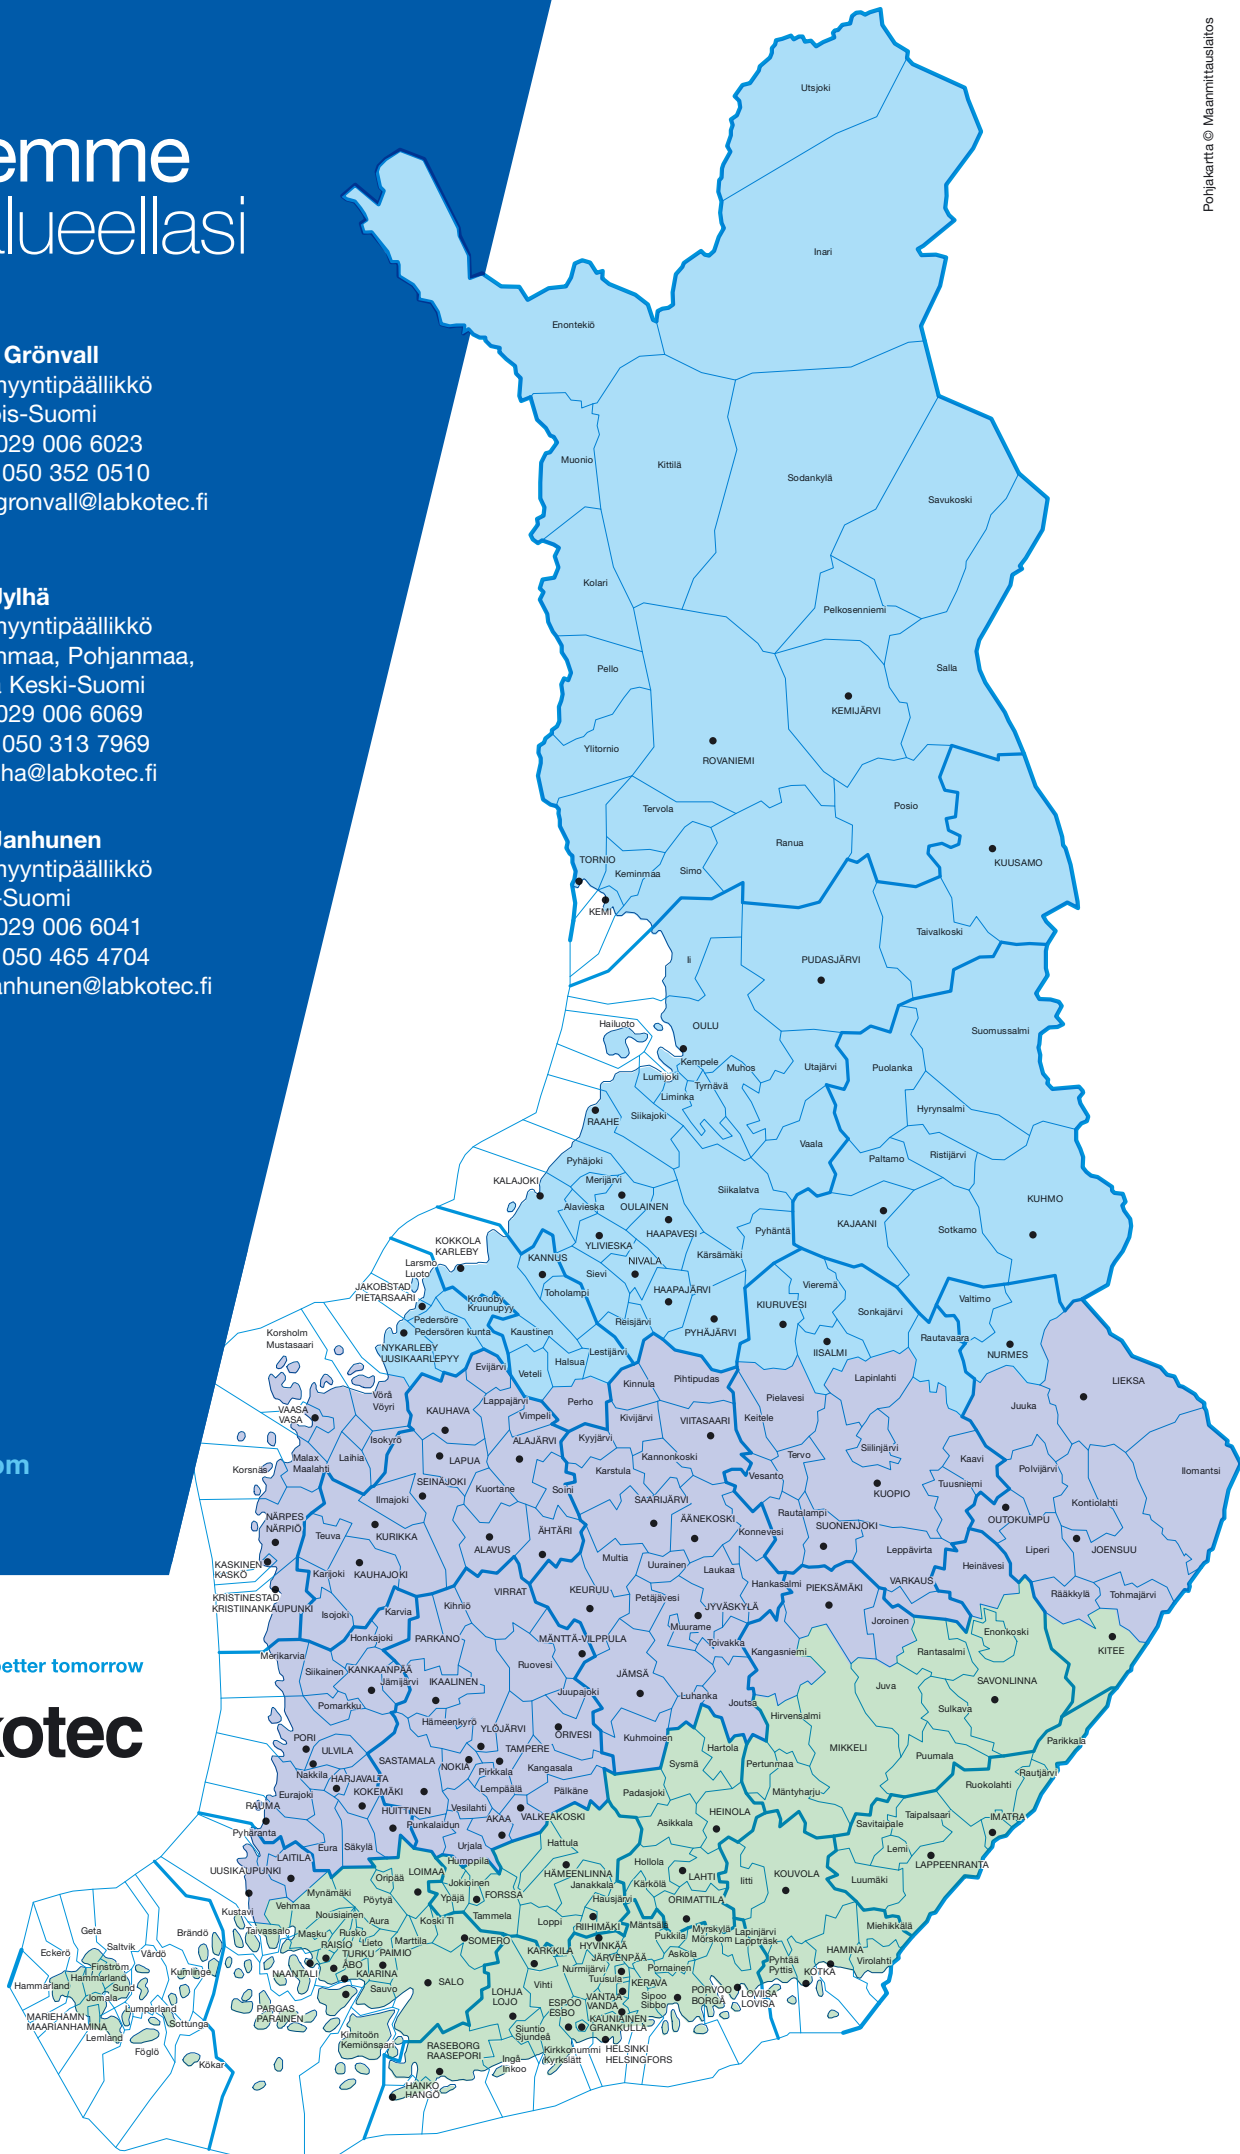 emme
lueellasi
Grönvall
nyyntipäällikkö
is-Suomi
029 006 6023
050 352 0510
gronvall@labkotec.fi
Jylhä
nyyntipäällikkö
nmaa, Pohjanmaa,
Keski-Suomi
029 006 6069
050 313 7969
ha@labkotec.fi
Janhunen
nyyntipäällikkö
-Suomi
029 006 6041
050 465 4704
anhunen@labkotec.fi
om
better tomorrow
kotec
Pohjakartta © Maanmittauslaitos
Utsjoki
Inari
Enontekiö
Muonio
Kittilä
Sodankylä
Savukoski
Kolari
Pelkosenniemi
Pello
Salla
KEMIJÄRVI
Ylitornio
ROVANIEMI
Tervola
Posio
Ranua
TORNIO
Keminmaa
Simo
KUUSAMO
KEMI
Taivalkoski
Ii
PUDASJÄRVI
Hailuoto
OULU
Suomussalmi
Kempele
Muhos
Utajärvi
Puolanka
Lumijoki
Tyrnävä
Liminka
Hyrynsalmi
RAAHE
Siikajoki
Vaala
Paltamo
Ristijärvi
Pyhäjoki
KALAJOKI
Merijärvi
Siikalatva
Alavieska
OULAINEN
KUHMO
KAJAANI
Sotkamo
HAAPAVESI
Pyhäntä
KOKKOLA
KARLEBY
YLIVIESKA
Kärsämäki
KANNUS
NIVALA
Larsmo
Luoto
Sievi
JAKOBSTAD
PIETARSAARI
Toholampi
HAAPAJÄRVI
Vieremä
Kronoby
Kruunupyy
KIURUVESI
Sonkajärvi
Valtimo
Pedersöre
Pedersören kunta
Kaustinen
Reisjärvi
PYHÄJÄRVI
Korsholm
Mustasaari
NYKARLEBY
UUSIKAARLEPYY
Rautavaara
IISALMI
NURMES
Evijärvi
Veteli
Halsua
Lestijärvi
Kinnula
Pihtipudas
Lapinlahti
LIEKSA
Vörå
Vöyri
Lappajärvi
Perho
Pielavesi
Juuka
VAASA
VASA
KAUHAVA
Vimpeli
Kivijärvi
VIITASAARI
Keitele
Isokyrö
ALAJÄRVI
Kyyjärvi
Siilinjärvi
Malax
Maalahti
Laihia
LAPUA
Kannonkoski
Tervo
Kaavi
Korsnäs
Karstula
Vesanto
Polvijärvi
Ilomantsi
SEINÄJOKI
Kuortane
Soini
KUOPIO
Tuusniemi
Ilmajoki
SAARIJÄRVI
Rautalampi
Kontiolahti
NÄRPES
NÄRPIÖ
Teuva
KURIKKA
ÄHTÄRI
ÄÄNEKOSKI
Konnevesi
SUONENJOKI
OUTOKUMPU
ALAVUS
Leppävirta
Liperi
JOENSUU
KASKINEN
KASKÖ
Karijoki
KAUHAJOKI
Multia
Uurainen
Laukaa
Heinävesi
Hankasalmi
VARKAUS
KRISTINESTAD
KRISTIINANKAUPUNKI
VIRRAT
KEURUU
Petäjävesi
PIEKSÄMÄKI
Rääkkylä
Tohmajärvi
Isojoki
Karvia
Kihniö
JYVÄSKYLÄ
Joroinen
Muurame
Enonkoski
Honkajoki
PARKANO
MÄNTTÄ-VILPPULA
Toivakka
Kangasniemi
Rantasalmi
KITEE
Merikarvia
Siikainen
KANKAANPÄÄ
Jämijärvi
IKAALINEN
Ruovesi
JÄMSÄ
Juva
SAVONLINNA
Pomarkku
Juupajoki
Luhanka
Joutsa
Sulkava
Hämeenkyrö
YLÖJÄRVI
ORIVESI
Hirvensalmi
PORI
ULVILA
TAMPERE
Kuhmoinen
Hartola
MIKKELI
Parikkala
SASTAMALA
NOKIA
Pirkkala
Kangasala
Sysmä
Pertunmaa
Puumala
Nakkila
HARJAVALTA
Rautjärvi
Eurajoki
KOKEMÄKI
Lempäälä
Pälkäne
Padasjoki
Mäntyharju
Ruokolahti
RAUMA
HUITTINEN
Vesilahti
VALKEAKOSKI
HEINOLA
Taipalsaari
IMATRA
Punkalaidun
AKAA
Asikkala
Savitaipale
Pyhäranta
Eura
Säkylä
Urjala
Hattula
Lemi
LAITILA
Humppila
LAPPEENRANTA
UUSIKAUPUNKI
LOIMAA
HÄMEENLINNA
Hollola
LAHTI
KOUVOLA
Oripää
Jokioinen
Janakkala
Kärkölä
Iitti
Luumäki
Mynämäki
Pöytyä
Ypäjä
FORSSA
Hausjärvi
ORIMATTILA
Kustavi
Vehmaa
Nousiainen
Aura
Koski Tl
Tammela
Loppi
RIIHIMÄKI
Mäntsälä
Myrskylä
Mörskom
Lapinjärvi
Lappträsk
Miehikkälä
Taivassalo
Masku
Rusko
Lieto
Marttila
SOMERO
Pukkila
Geta
Brändö
RAISIO
TURKU
ÅBO
PAIMIO
KARKKILA
HYVINKÄÄ
JÄRVENPÄÄ
Askola
HAMINA
Eckerö
Saltvik
Vårdö
NAANTALI
KAARINA
Nurmijärvi
Tuusula
Pornainen
Pyhtää
Pyttis
KOTKA
Virolahti
Finström
Hammarland
Hammarland
Kumlinge
Sauvo
SALO
Vihti
KERAVA
Sund
Jomala
LOHJA
LOJO
VANTAA
VANDA
Sipoo
Sibbo
PORVOO
BORGÅ
LOVIISA
LOVISA
Lumparland
PARGAS
PARAINEN
ESPOO
ESBO
KAUNIAINEN
GRANKULLA
MARIEHAMN
MAARIANHAMINA
Sottunga
Siuntio
Sjundeå
Lemland
Kimitoön
Kemiönsaari
RASEBORG
RAASEPORI
Kirkkonummi
Kyrkslätt
HELSINKI
HELSINGFORS
Föglö
Ingå
Inkoo
Kökar
HANKO
HANGÖ